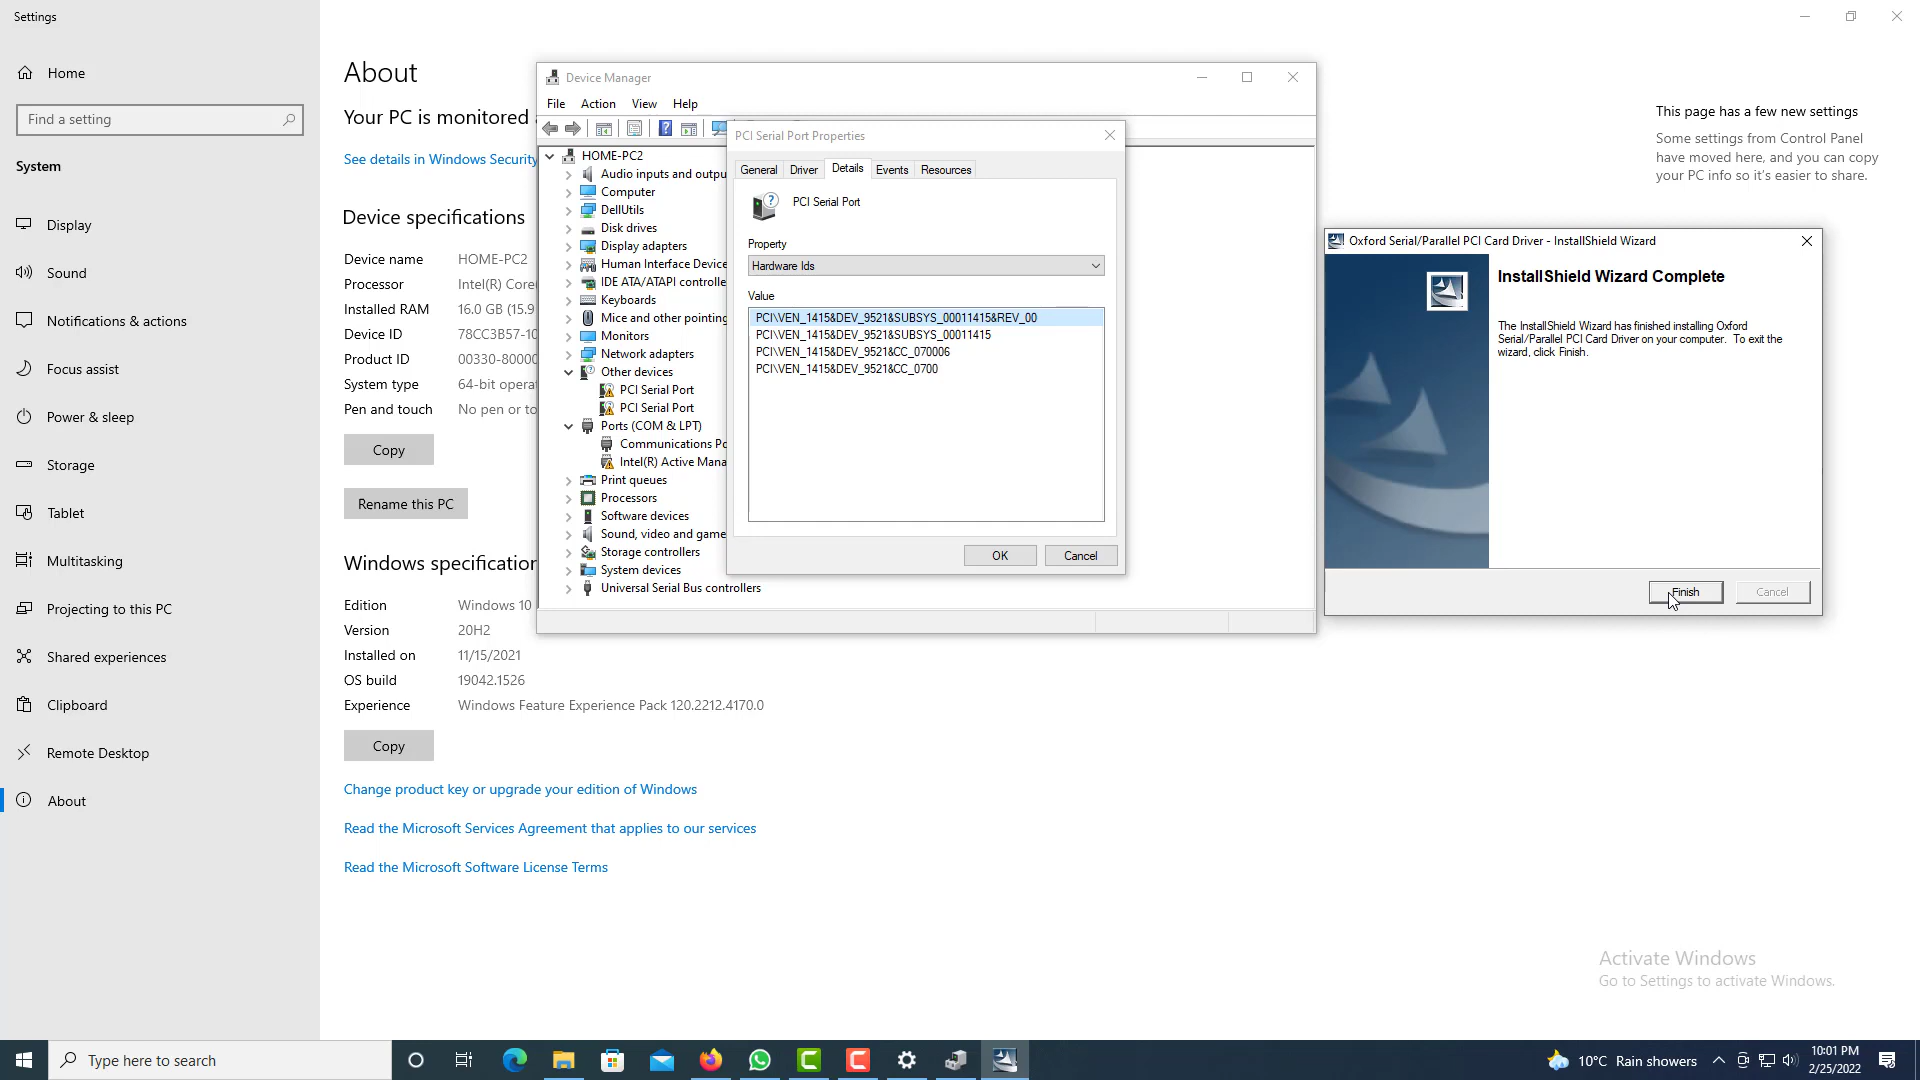 Settings
Home
Find a setting
System
Display
Sound
Notifications & actions
Focus assist
Power & sleep
Storage
Tablet
Multitasking
Projecting to this PC
Shared experiences
Clipboard
Remote Desktop
About
About
Your PC is monitored
See details in Windows Security
Device specifications
Device name HOME-PC2
Processor Intel(R) Core
Installed RAM 16.0 GB (15.9
Device ID 78CC3B57-10
Product ID 00330-80000
System type 64-bit opera
Pen and touch No pen or to
Copy
Rename this PC
Windows specification
Edition Windows 10
Version 20H2
Installed on 11/15/2021
OS build 19042.1526
Experience Windows Feature Experience Pack 120.2212.4170.0
Copy
Change product key or upgrade your edition of Windows
Read the Microsoft Services Agreement that applies to our services
Read the Microsoft Software License Terms
Device Manager
File Action View Help
HOME-PC2
Audio inputs and outpu
Computer
DellUtils
Disk drives
Display adapters
Human Interface Device
IDE ATA/ATAPI controlle
Keyboards
Mice and other pointing
Monitors
Network adapters
Other devices
PCI Serial Port
PCI Serial Port
Ports (COM & LPT)
Communications Po
Intel(R) Active Mana
Print queues
Processors
Software devices
Sound, video and game
Storage controllers
System devices
Universal Serial Bus controllers
PCI Serial Port Properties
General Driver Details Events Resources
PCI Serial Port
Property
Hardware Ids
Value
PCI\VEN_1415&DEV_9521&SUBSYS_00011415&REV_00
PCI\VEN_1415&DEV_9521&SUBSYS_00011415
PCI\VEN_1415&DEV_9521&CC_070006
PCI\VEN_1415&DEV_9521&CC_0700
OK Cancel
This page has a few new settings
Some settings from Control Panel
have moved here, and you can copy
your PC info so it's easier to share.
Oxford Serial/Parallel PCI Card Driver - InstallShield Wizard
InstallShield Wizard Complete
The InstallShield Wizard has finished installing Oxford
Serial/Parallel PCI Card Driver on your computer. To exit the
wizard, click Finish.
Finish Cancel
Activate Windows
Go to Settings to activate Windows.
Type here to search
10°C Rain showers
10:01 PM
2/25/2022